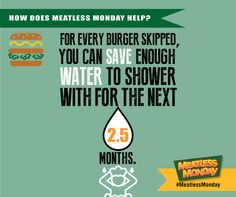 HOW DOES MEATLESS MONDAY HELP?
FOR EVERY BURGER SKIPPED,
YOU CAN SAVE ENOUGH
WATER TO SHOWER
WITH FOR THE NEXT
2.5
MONTHS.
MEATLESS
MONDAY
#MeatlessMonday